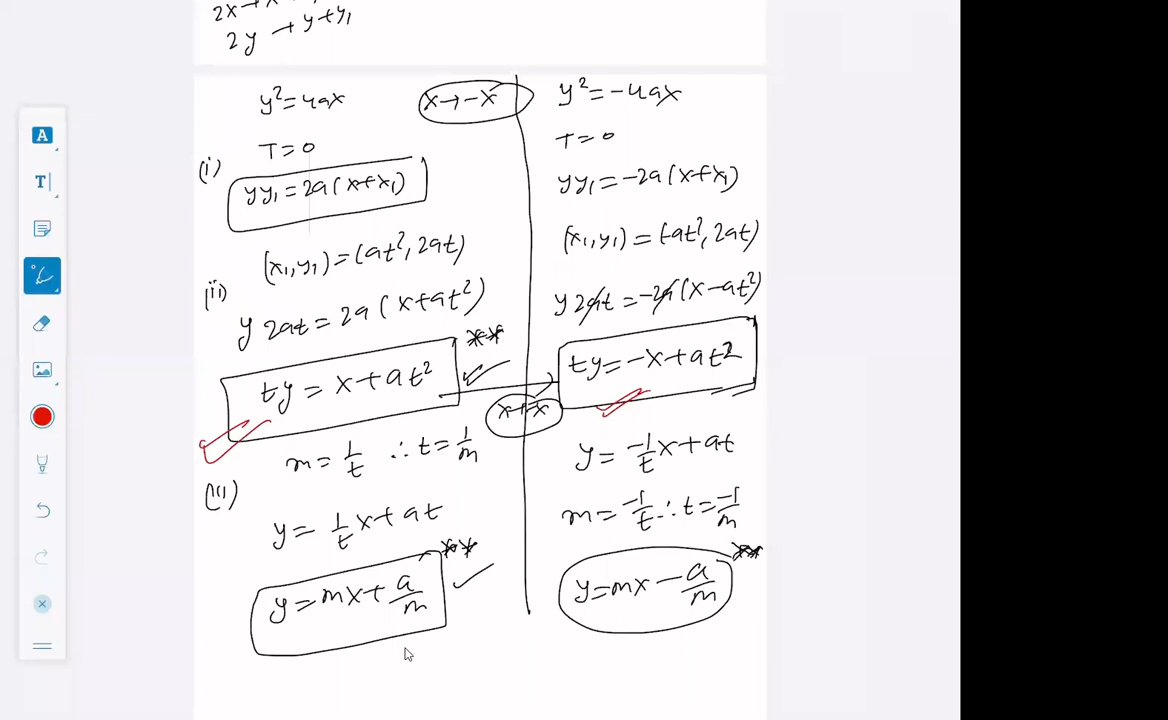 2y → y+y₁
y²=4ax
x→-x
T=0
(i)
yy₁=2a(x+x₁)
(x₁,y₁)=(at²,2at)
(ii)
y 2at=2a(x+at²)
**
ty=x+at²
m=1/t ∴t=1/m
(iii)
y=1/t x+at
**
y=mx+a/m
y²=-4ax
T=0
yy₁=-2a(x+x₁)
(x₁,y₁)=(-at²,2at)
y 2at=-2a(x-at²)
ty=-x+at²
x→-x
y=-1/t x+at
m=-1/t ∴t=-1/m
**
y=mx-a/m
A
T